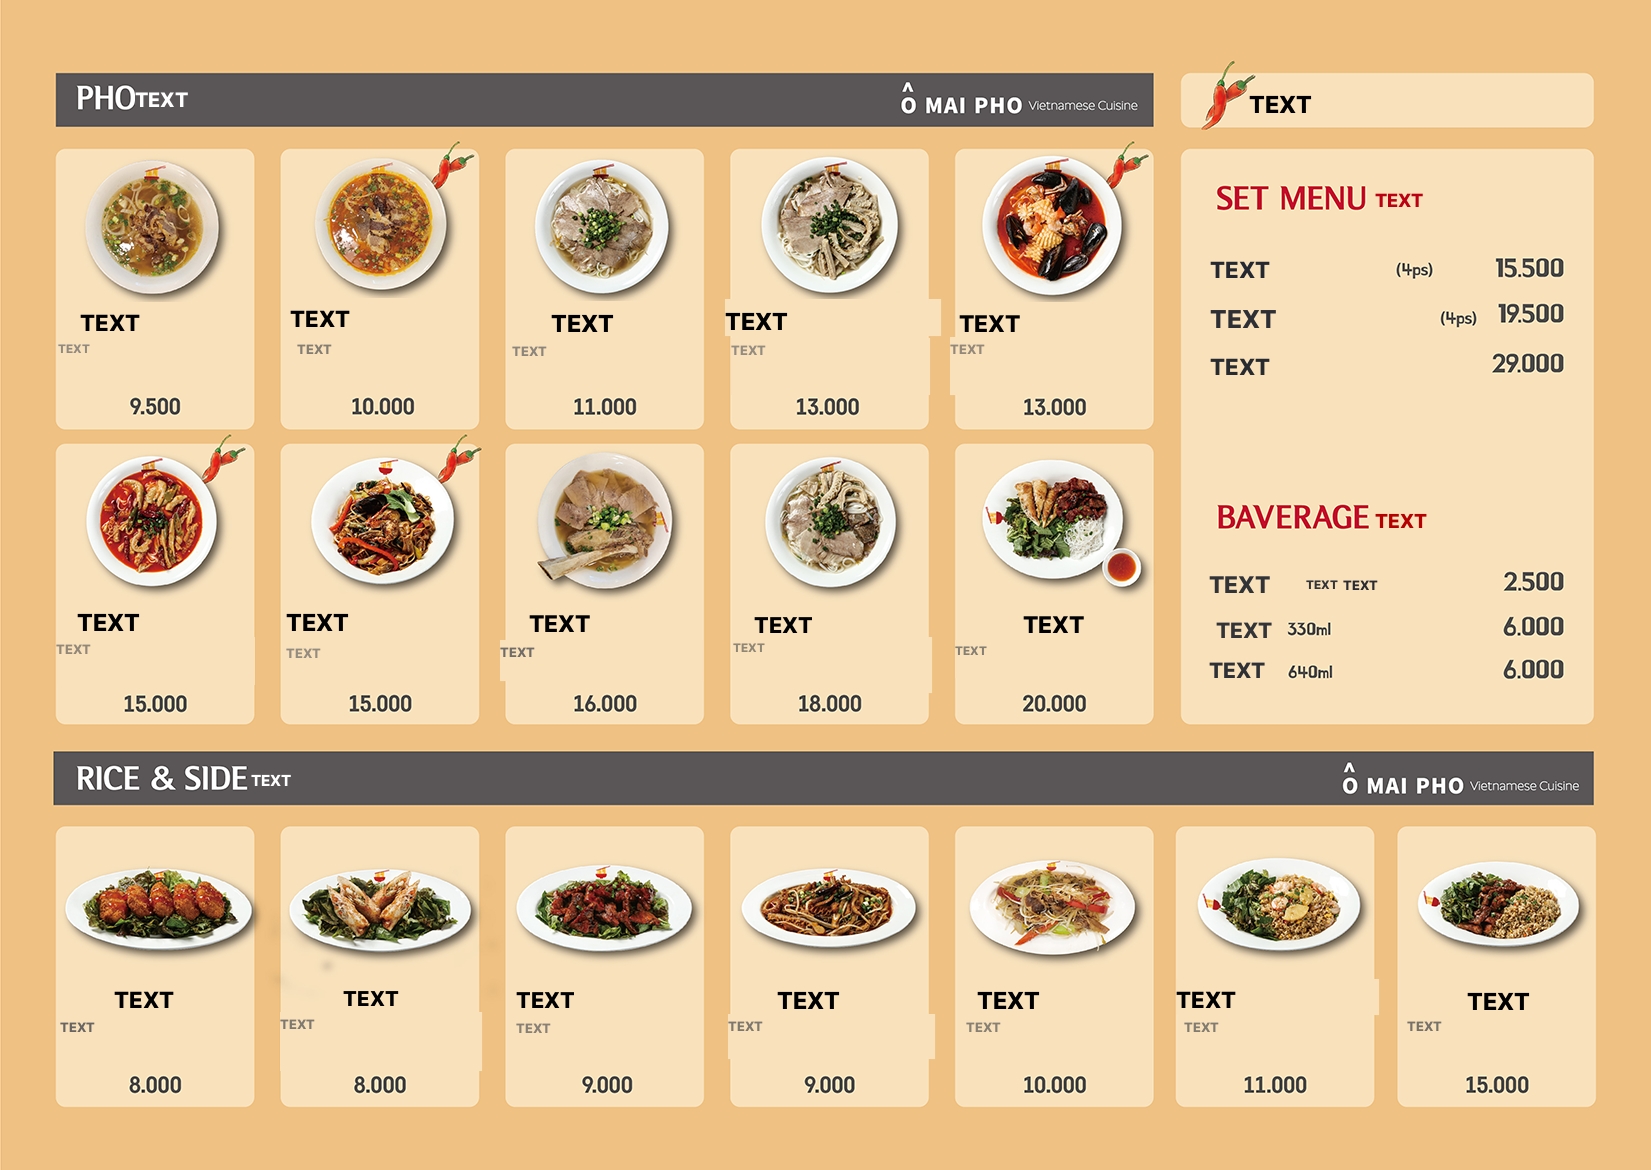 PHO TEXT
Ô MAI PHO Vietnamese Cuisine
TEXT
TEXT
TEXT
9.500
TEXT
TEXT
10.000
TEXT
TEXT
11.000
TEXT
TEXT
13.000
TEXT
TEXT
13.000
TEXT
TEXT
15.000
TEXT
TEXT
15.000
TEXT
TEXT
16.000
TEXT
TEXT
18.000
TEXT
TEXT
20.000
SET MENU TEXT
TEXT (4ps) 15.500
TEXT (4ps) 19.500
TEXT 29.000
BAVERAGE TEXT
TEXT TEXT TEXT 2.500
TEXT 330ml 6.000
TEXT 640ml 6.000
RICE & SIDE TEXT
Ô MAI PHO Vietnamese Cuisine
TEXT
TEXT
8.000
TEXT
TEXT
8.000
TEXT
TEXT
9.000
TEXT
TEXT
9.000
TEXT
TEXT
10.000
TEXT
TEXT
11.000
TEXT
TEXT
15.000